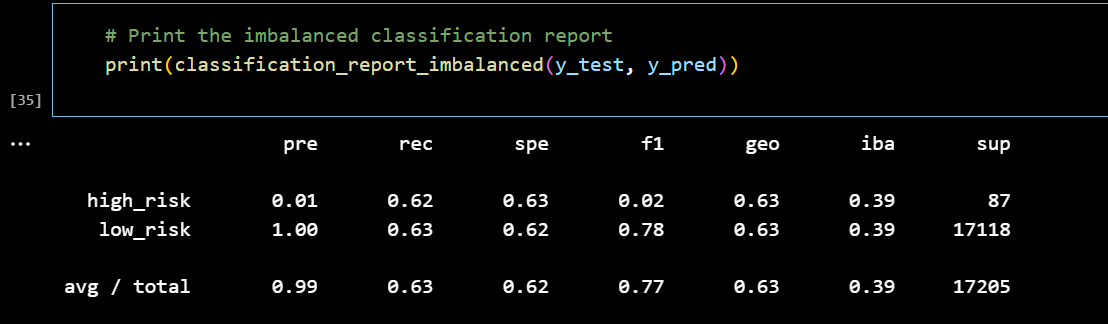 # Print the imbalanced classification report
print(classification_report_imbalanced(y_test, y_pred))
[35]
... pre rec spe f1 geo iba sup
high_risk 0.01 0.62 0.63 0.02 0.63 0.39 87
low_risk 1.00 0.63 0.62 0.78 0.63 0.39 17118
avg / total 0.99 0.63 0.62 0.77 0.63 0.39 17205